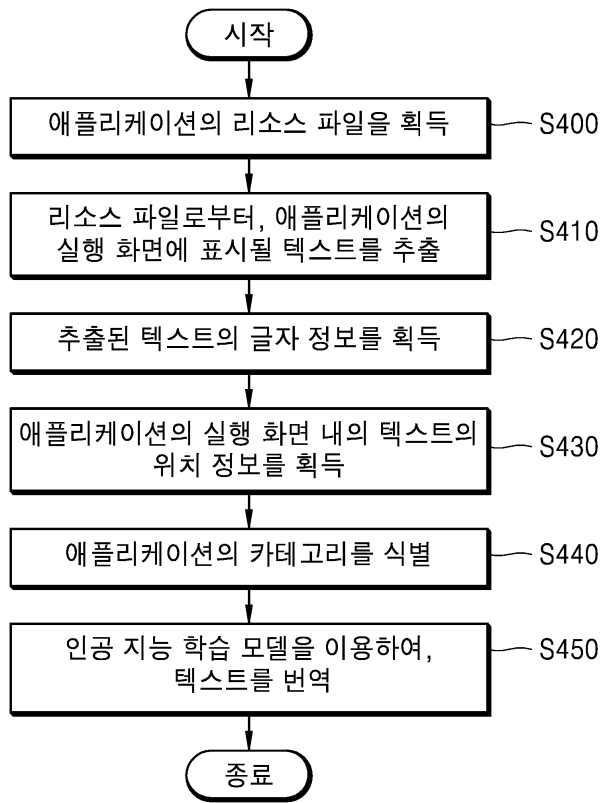 시작
애플리케이션의 리소스 파일을 획득
S400
리소스 파일로부터, 애플리케이션의
실행 화면에 표시될 텍스트를 추출
S410
추출된 텍스트의 글자 정보를 획득
S420
애플리케이션의 실행 화면 내의 텍스트의
위치 정보를 획득
S430
애플리케이션의 카테고리를 식별
S440
인공 지능 학습 모델을 이용하여,
텍스트를 번역
S450
종료